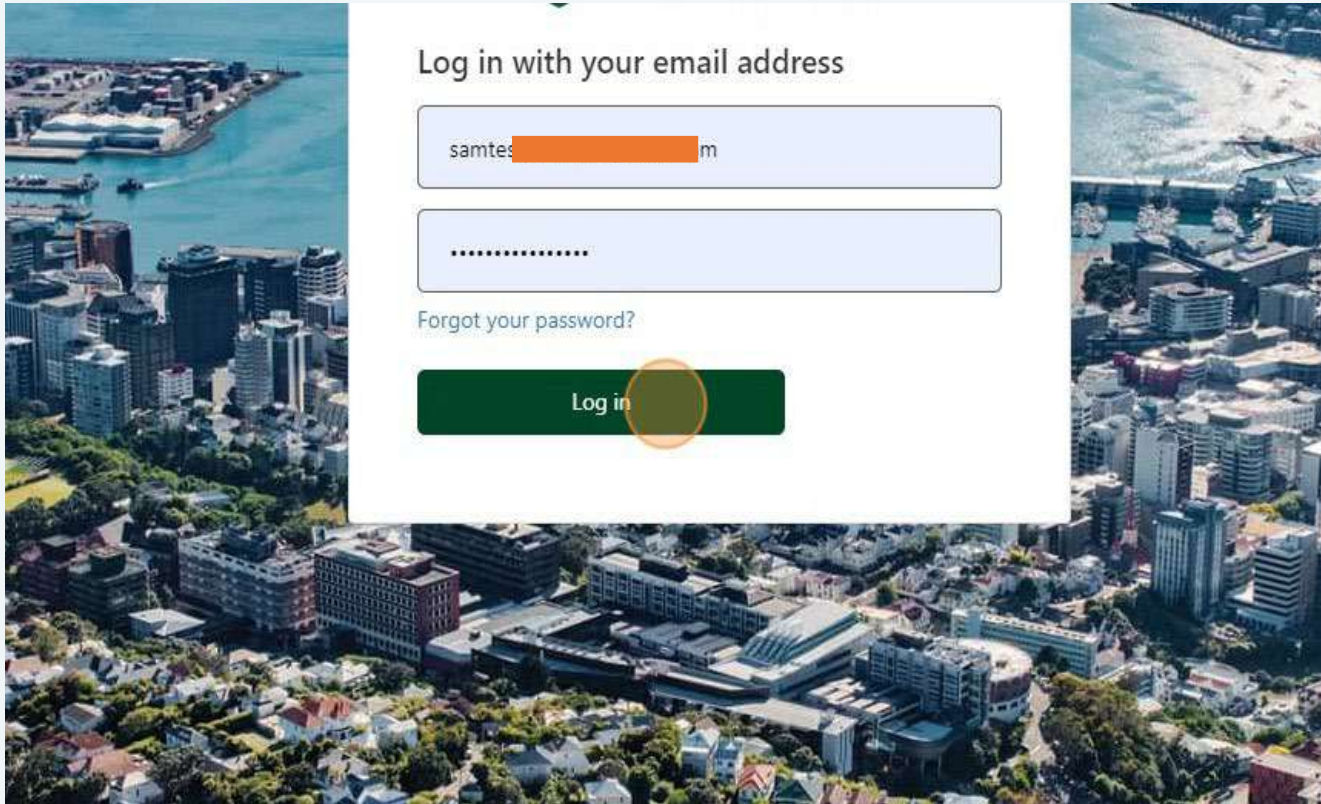 Log in with your email address
samtes m
••••••••••••••••
Forgot your password?
Log in